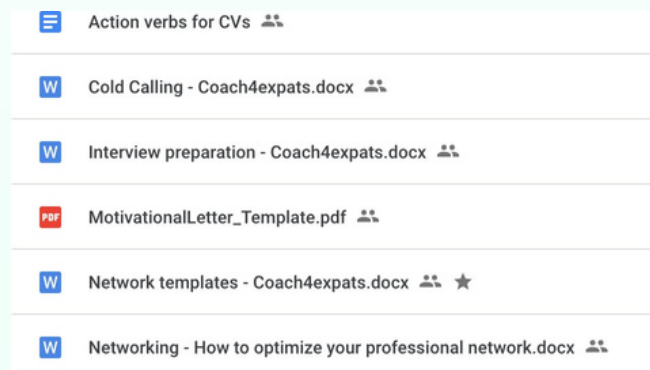 Action verbs for CVs
W Cold Calling - Coach4expats.docx
W Interview preparation - Coach4expats.docx
PDF MotivationalLetter_Template.pdf
W Network templates - Coach4expats.docx
W Networking - How to optimize your professional network.docx